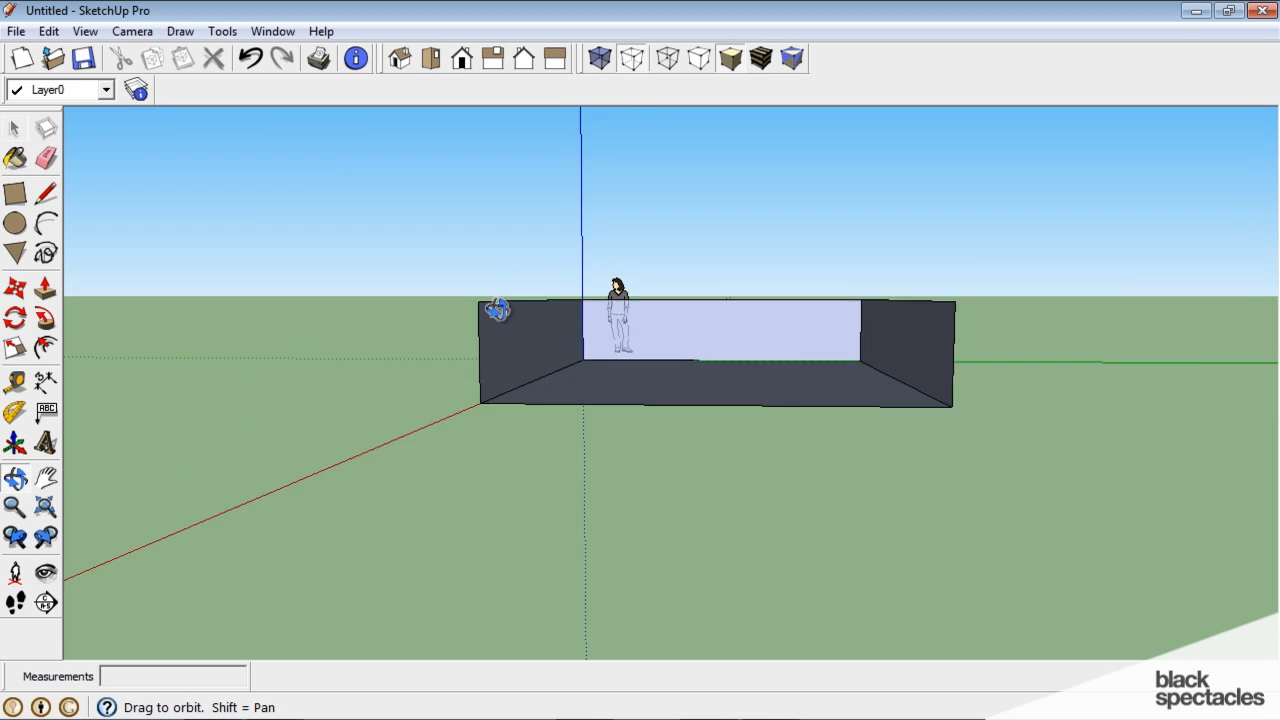 Untitled - SketchUp Pro
File Edit View Camera Draw Tools Window Help
Layer0
ABC
Measurements
Drag to orbit. Shift = Pan
black
spectacles